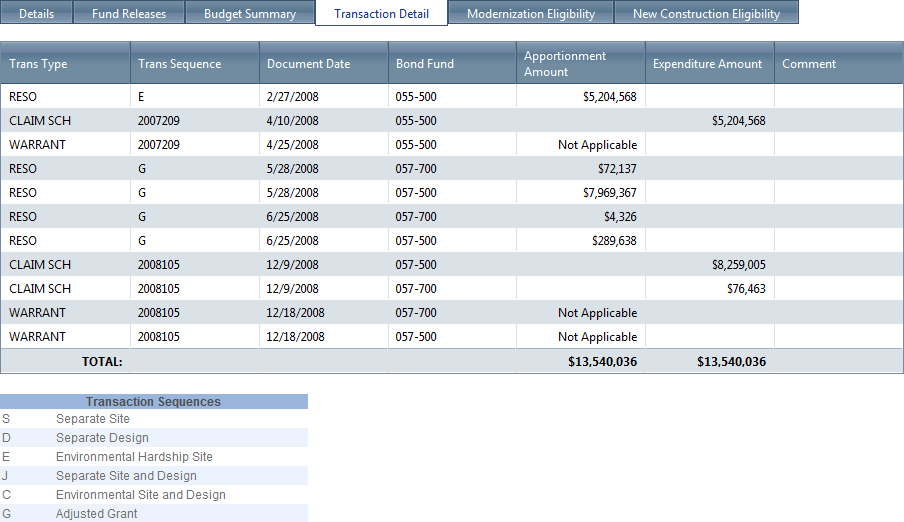 Details Fund Releases Budget Summary Transaction Detail Modernization Eligibility New Construction Eligibility
Trans Type Trans Sequence Document Date Bond Fund Apportionment Amount Expenditure Amount Comment
RESO E 2/27/2008 055-500 $5,204,568
CLAIM SCH 2007209 4/10/2008 055-500 $5,204,568
WARRANT 2007209 4/25/2008 055-500 Not Applicable
RESO G 5/28/2008 057-700 $72,137
RESO G 5/28/2008 057-500 $7,969,367
RESO G 6/25/2008 057-700 $4,326
RESO G 6/25/2008 057-500 $289,638
CLAIM SCH 2008105 12/9/2008 057-500 $8,259,005
CLAIM SCH 2008105 12/9/2008 057-700 $76,463
WARRANT 2008105 12/18/2008 057-700 Not Applicable
WARRANT 2008105 12/18/2008 057-500 Not Applicable
TOTAL: $13,540,036 $13,540,036
Transaction Sequences
S Separate Site
D Separate Design
E Environmental Hardship Site
J Separate Site and Design
C Environmental Site and Design
G Adjusted Grant